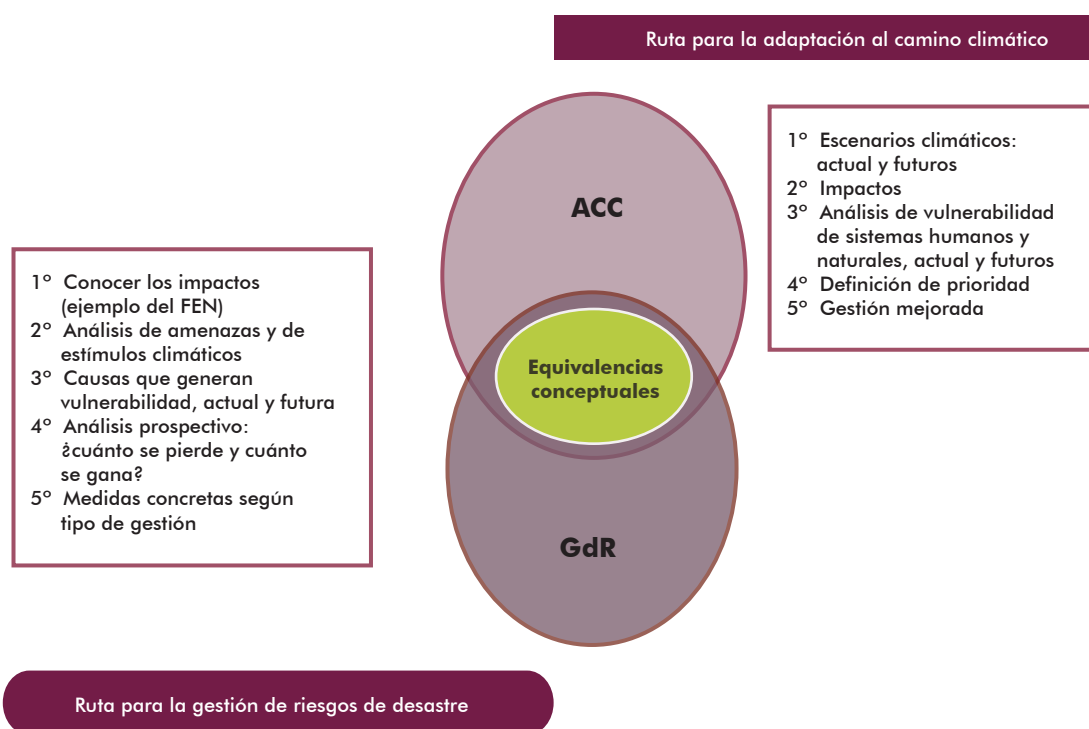 Ruta para la adaptación al camino climático
ACC
1º Escenarios climáticos:
actual y futuros
2º Impactos
3º Análisis de vulnerabilidad
de sistemas humanos y
naturales, actual y futuros
4º Definición de prioridad
5º Gestión mejorada
1º Conocer los impactos
(ejemplo del FEN)
2º Análisis de amenazas y de
estímulos climáticos
3º Causas que generan
vulnerabilidad, actual y futura
4º Análisis prospectivo:
¿cuánto se pierde y cuánto
se gana?
5º Medidas concretas según
tipo de gestión
Equivalencias
conceptuales
GdR
Ruta para la gestión de riesgos de desastre